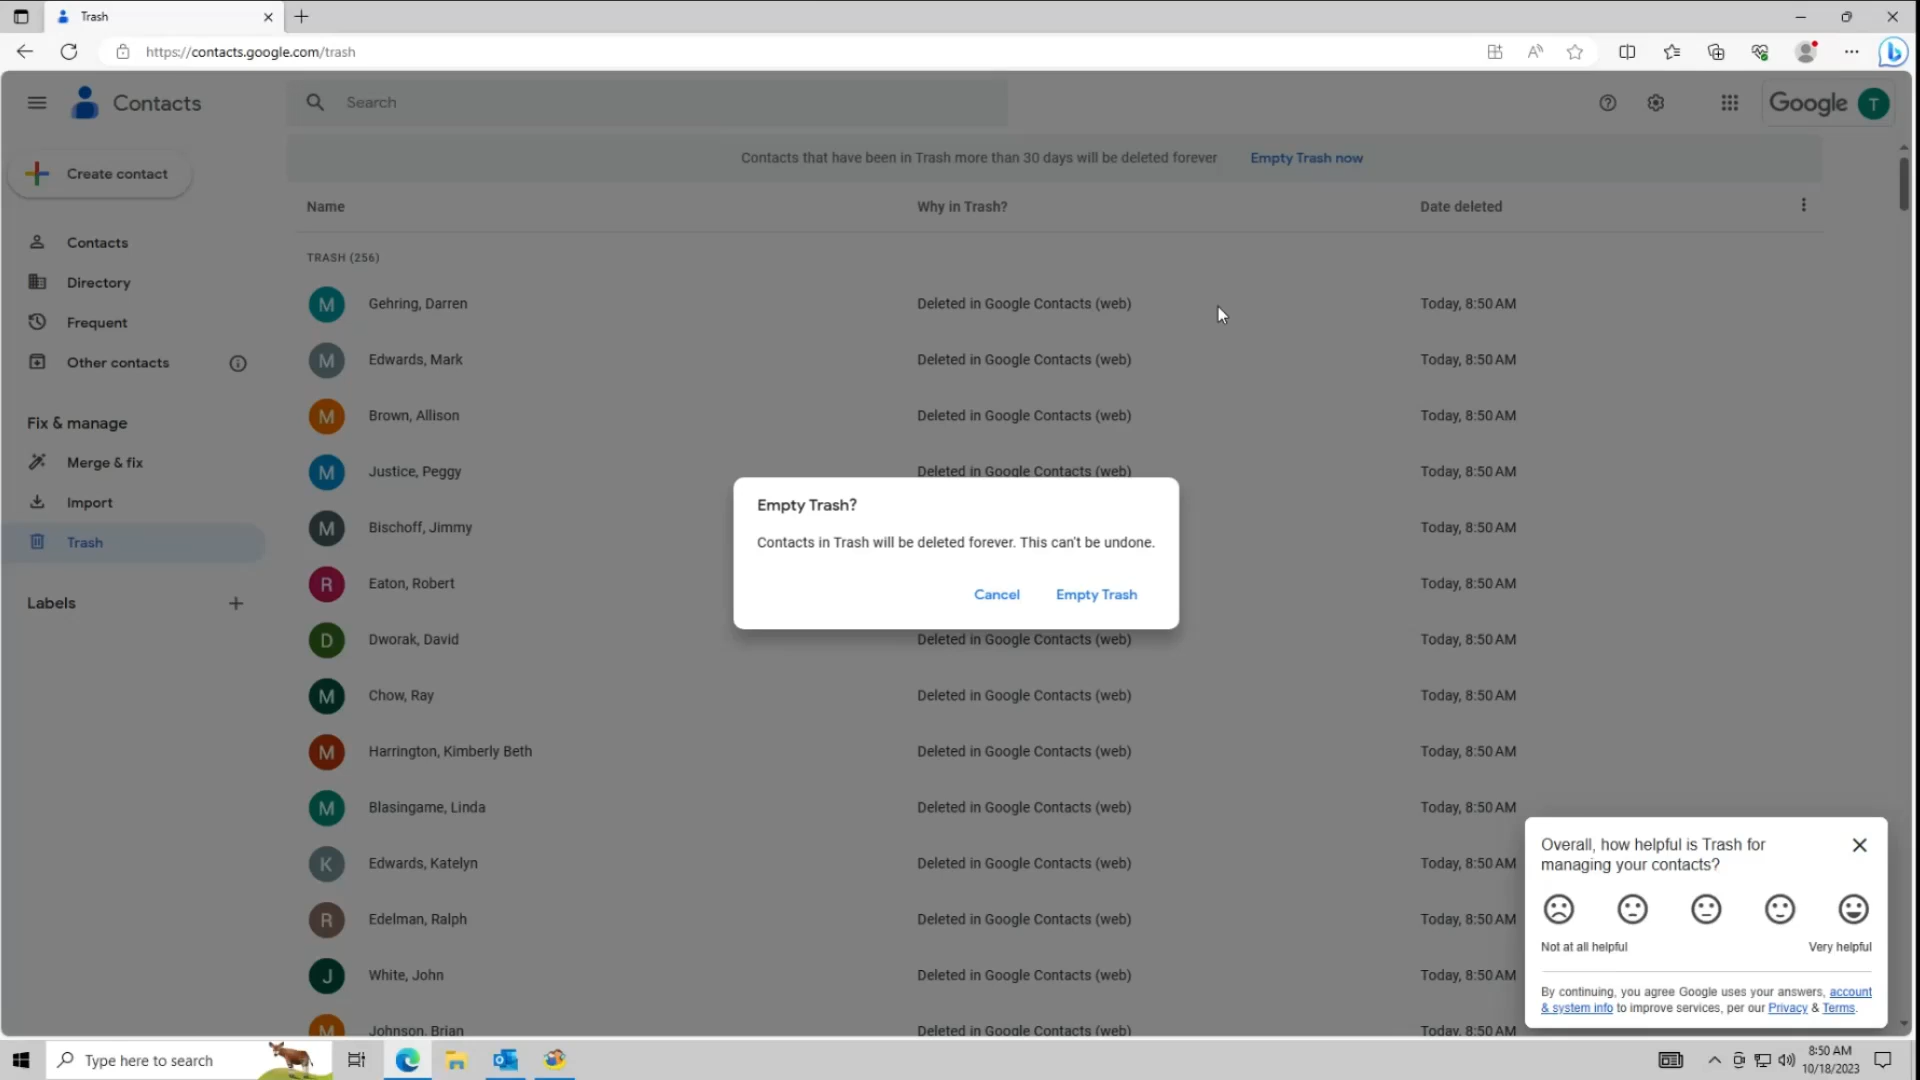 Trash
https://contacts.google.com/trash
Contacts
Search
Google
T
Contacts that have been in Trash more than 30 days will be deleted forever
Empty Trash now
Create contact
Name
Why in Trash?
Date deleted
Contacts
Directory
Frequent
Other contacts
Fix & manage
Merge & fix
Import
Trash
Labels
TRASH (256)
M Gehring, Darren Deleted in Google Contacts (web) Today, 8:50 AM
M Edwards, Mark Deleted in Google Contacts (web) Today, 8:50 AM
M Brown, Allison Deleted in Google Contacts (web) Today, 8:50 AM
M Justice, Peggy Deleted in Google Contacts (web) Today, 8:50 AM
M Bischoff, Jimmy Today, 8:50 AM
R Eaton, Robert Today, 8:50 AM
D Dworak, David Deleted in Google Contacts (web) Today, 8:50 AM
M Chow, Ray Deleted in Google Contacts (web) Today, 8:50 AM
M Harrington, Kimberly Beth Deleted in Google Contacts (web) Today, 8:50 AM
M Blasingame, Linda Deleted in Google Contacts (web) Today, 8:50 AM
K Edwards, Katelyn Deleted in Google Contacts (web) Today, 8:50 AM
R Edelman, Ralph Deleted in Google Contacts (web) Today, 8:50 AM
J White, John Deleted in Google Contacts (web) Today, 8:50 AM
M Johnson, Brian Deleted in Google Contacts (web) Today, 8:50 AM
Empty Trash?
Contacts in Trash will be deleted forever. This can't be undone.
Cancel
Empty Trash
Overall, how helpful is Trash for
managing your contacts?
Not at all helpful
Very helpful
By continuing, you agree Google uses your answers, account
& system info to improve services, per our Privacy & Terms.
Type here to search
8:50 AM
10/18/2023